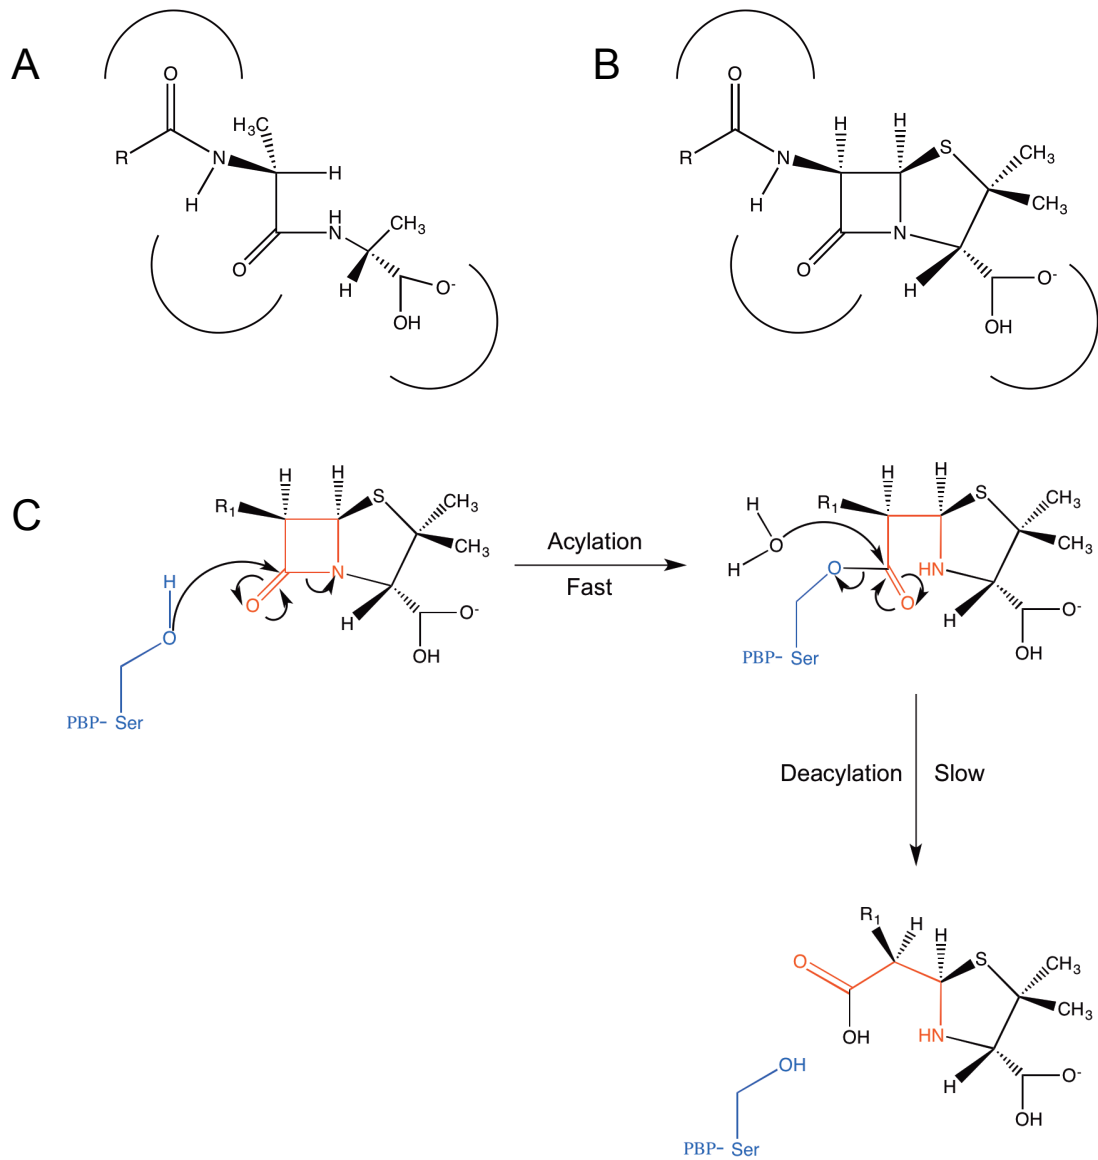 A
O
H₃C
R
N
H
H
H
N
CH₃
O
H
O⁻
OH
B
O
H
H
S
CH₃
CH₃
R
N
H
N
O
H
O⁻
OH
C
H
H
S
CH₃
CH₃
R₁
N
O
H
O
H
O⁻
OH
PBP– Ser
Acylation
Fast
H
H
S
CH₃
CH₃
R₁
H
O
H
O
HN
O
H
O⁻
OH
PBP– Ser
Deacylation
Slow
R₁
H
H
S
CH₃
CH₃
O
OH
HN
H
O⁻
OH
OH
PBP– Ser